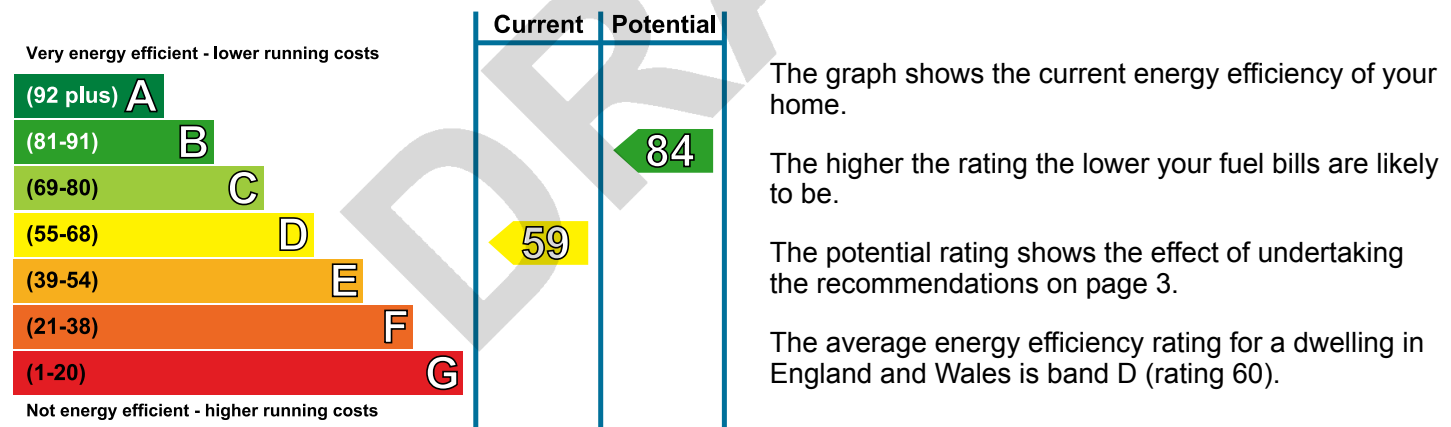 Current Potential
Very energy efficient - lower running costs
(92 plus) A
(81-91) B
84
(69-80) C
(55-68) D
59
(39-54) E
(21-38) F
(1-20) G
Not energy efficient - higher running costs
The graph shows the current energy efficiency of your
home.
The higher the rating the lower your fuel bills are likely
to be.
The potential rating shows the effect of undertaking
the recommendations on page 3.
The average energy efficiency rating for a dwelling in
England and Wales is band D (rating 60).